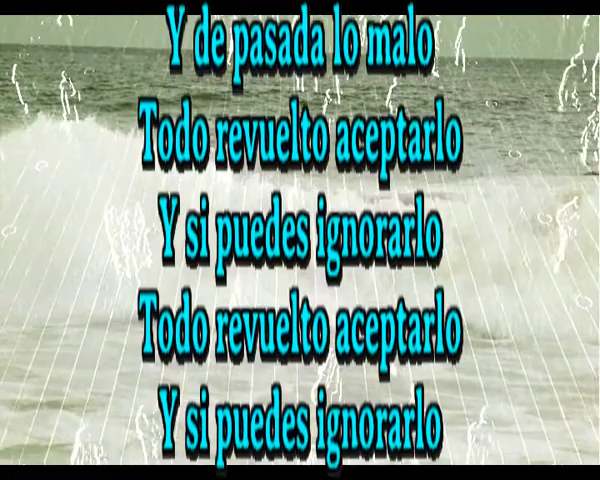 Y de pasada lo malo
Todo revuelto aceptarlo
Y si puedes ignorarlo
Todo revuelto aceptarlo
Y si puedes ignorarlo